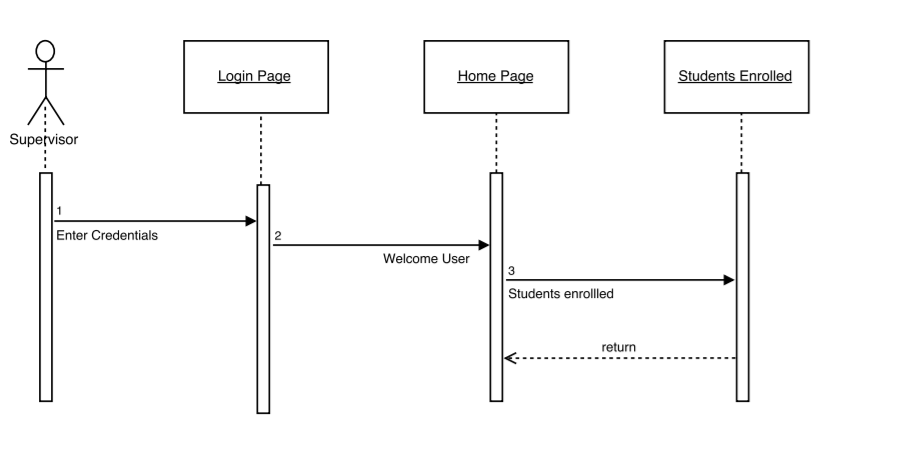 Login Page
Home Page
Students Enrolled
Supervisor
1
Enter Credentials
2
Welcome User
3
Students enrollled
return